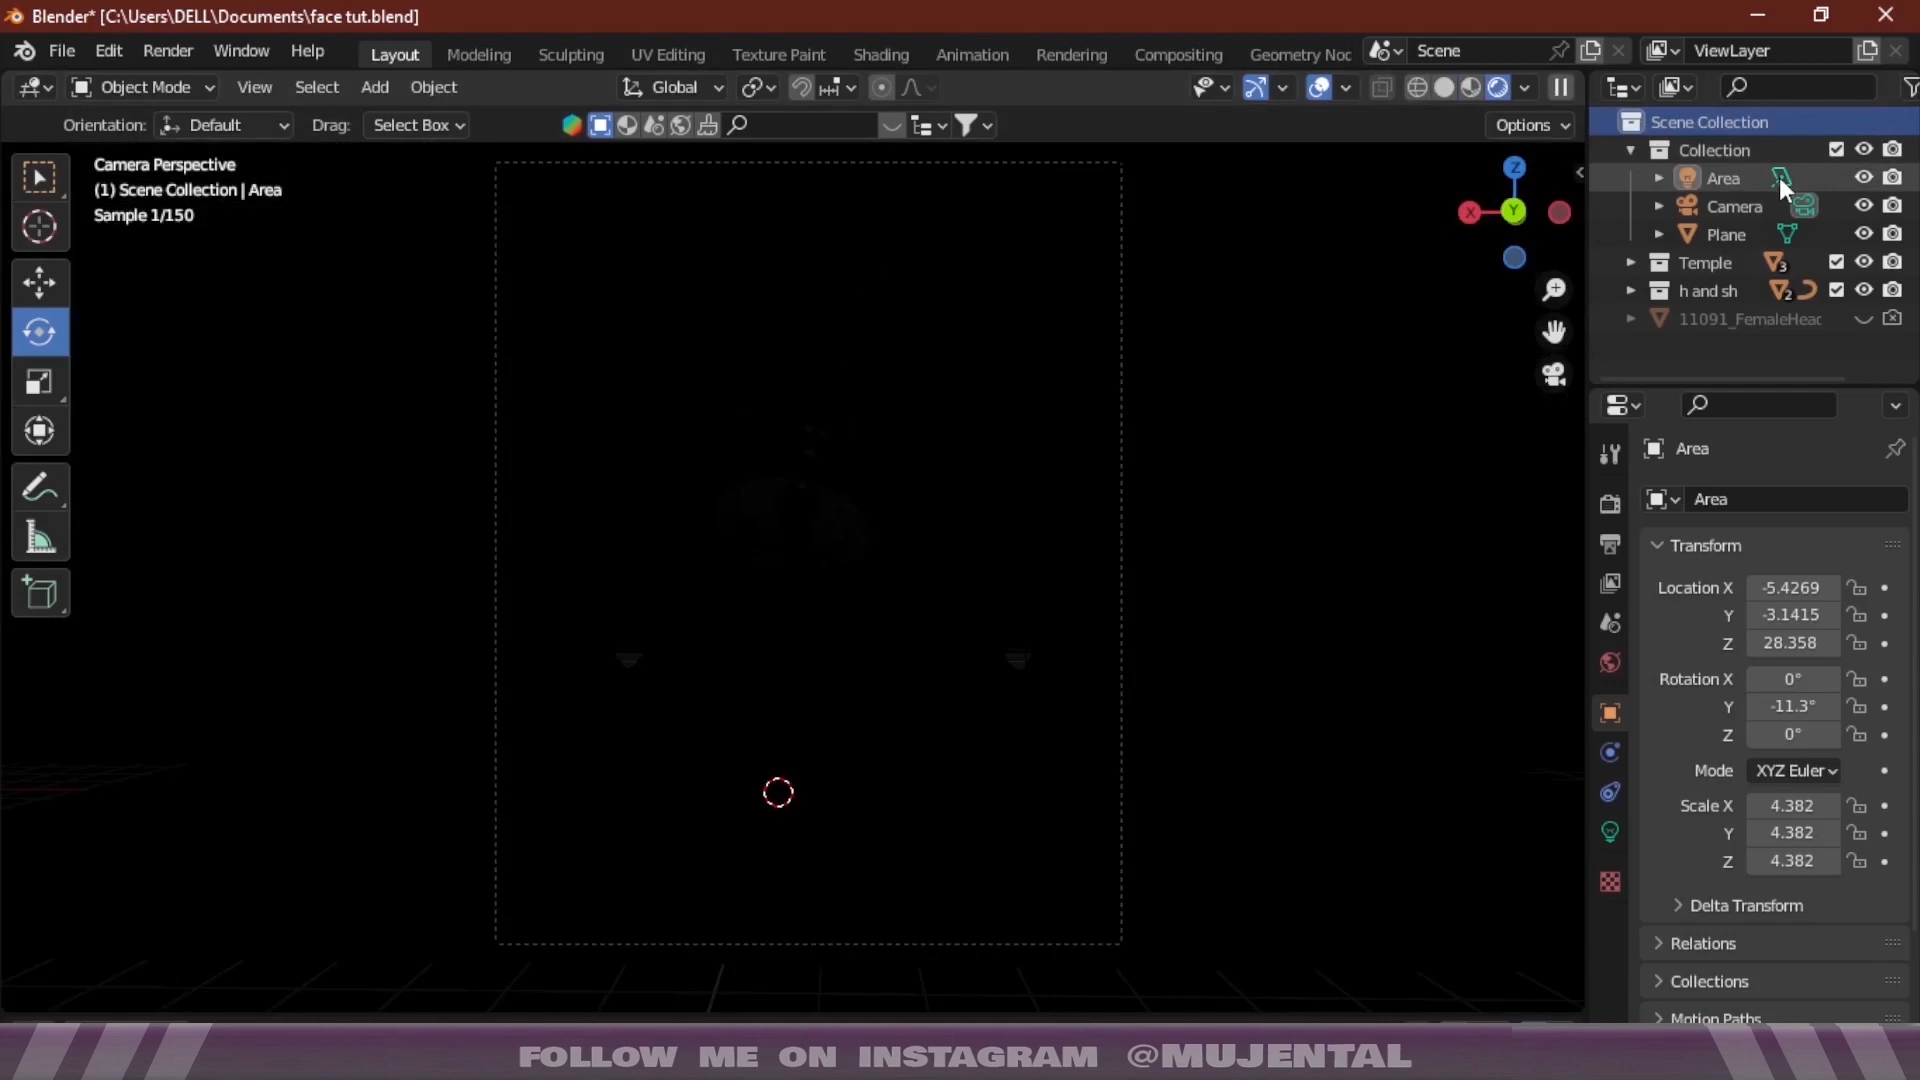 Blender* [C:\Users\DELL\Documents\face tut.blend]
File Edit Render Window Help Layout Modeling Sculpting UV Editing Texture Paint Shading Animation Rendering Compositing Geometry Noc Scene ViewLayer
Object Mode View Select Add Object Global
Orientation: Default Drag: Select Box Options
Camera Perspective
(1) Scene Collection | Area
Sample 1/150
Z
X Y
Scene Collection
Collection
Area
Camera
Plane
Temple 3
h and sh 2
11091_FemaleHeac
Area
Area
Transform
Location X -5.4269
Y -3.1415
Z 28.358
Rotation X 0°
Y -11.3°
Z 0°
Mode XYZ Euler
Scale X 4.382
Y 4.382
Z 4.382
Delta Transform
Relations
Collections
Motion Paths
FOLLOW ME ON INSTAGRAM @MUJENTAL